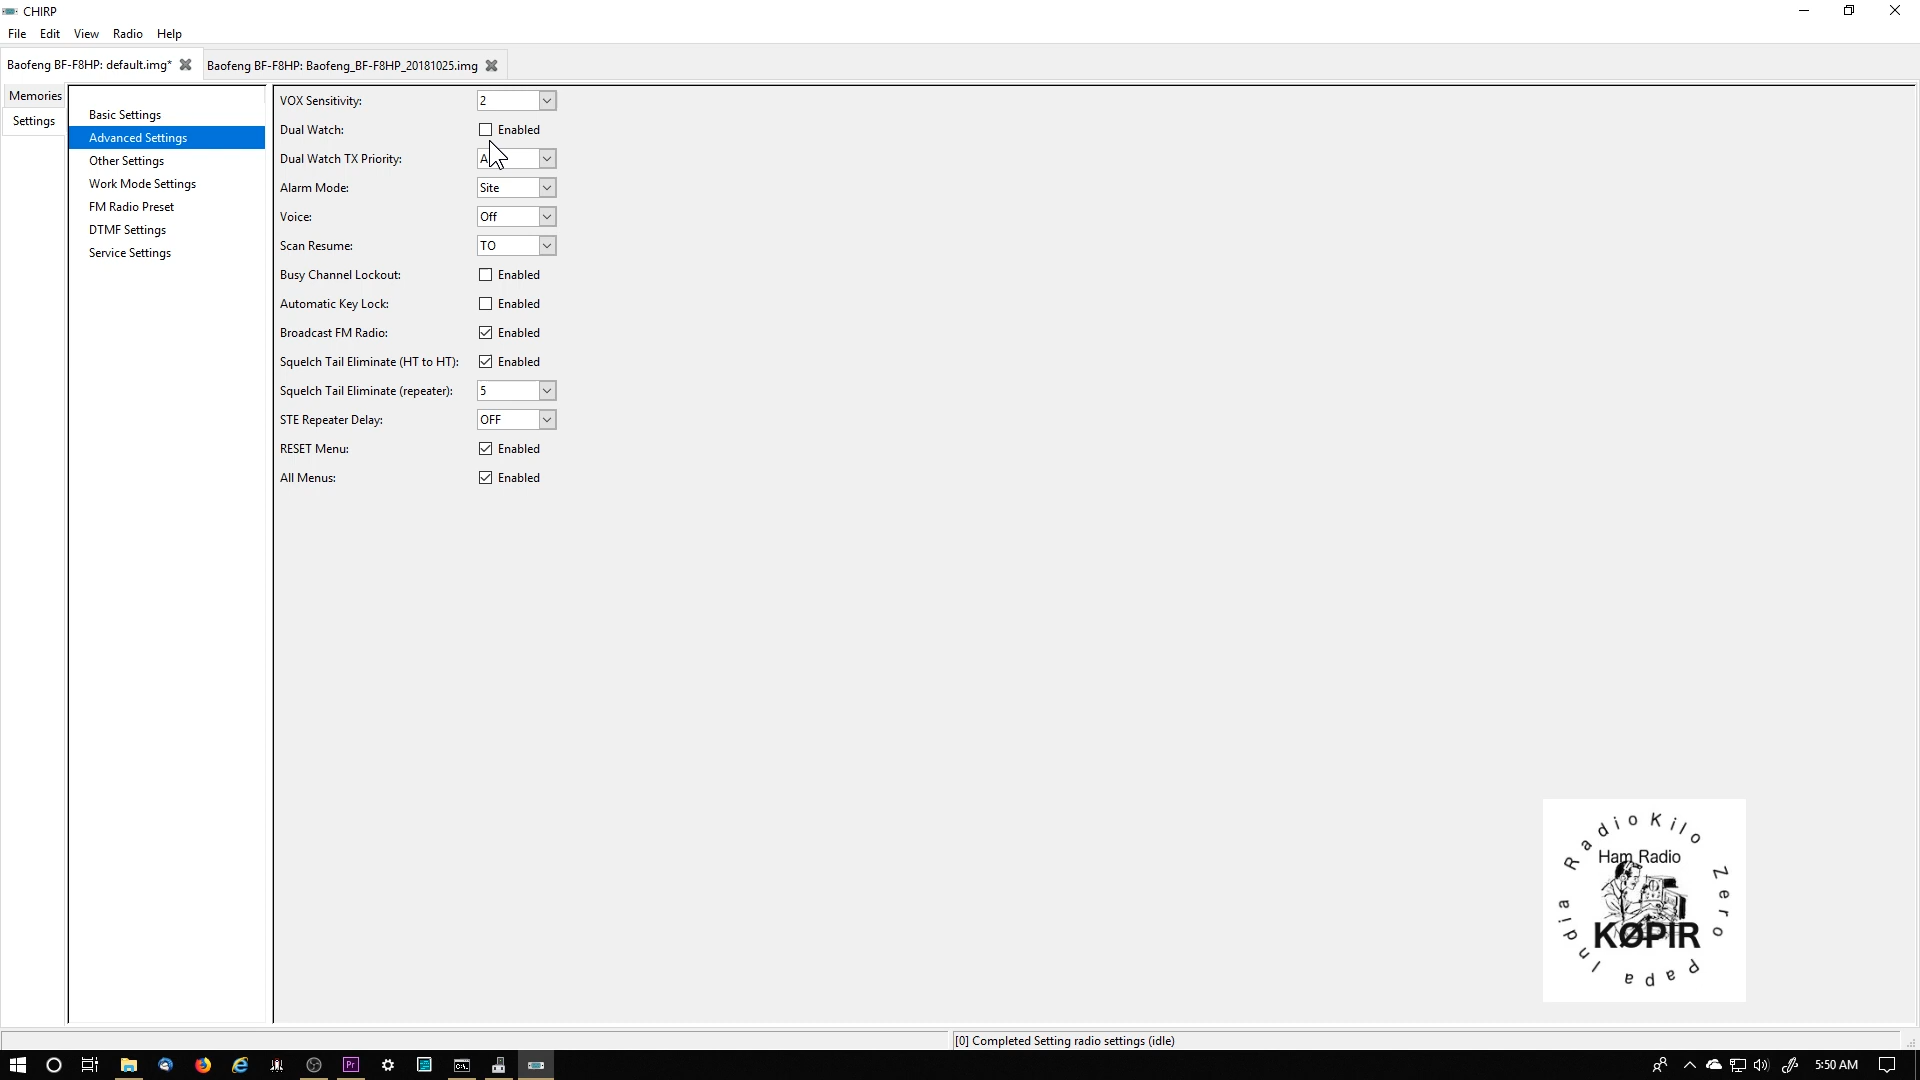 CHIRP
File Edit View Radio Help
Baofeng BF-F8HP: default.img* Baofeng BF-F8HP: Baofeng_BF-F8HP_20181025.img
Memories
Settings
Basic Settings
Advanced Settings
Other Settings
Work Mode Settings
FM Radio Preset
DTMF Settings
Service Settings
VOX Sensitivity: 2
Dual Watch: Enabled
Dual Watch TX Priority: A
Alarm Mode: Site
Voice: Off
Scan Resume: TO
Busy Channel Lockout: Enabled
Automatic Key Lock: Enabled
Broadcast FM Radio: Enabled
Squelch Tail Eliminate (HT to HT): Enabled
Squelch Tail Eliminate (repeater): 5
STE Repeater Delay: OFF
RESET Menu: Enabled
All Menus: Enabled
Radio Kilo Zero Papa India
Ham Radio
KØPIR
[0] Completed Setting radio settings (idle)
Pr
C:\.
5:50 AM